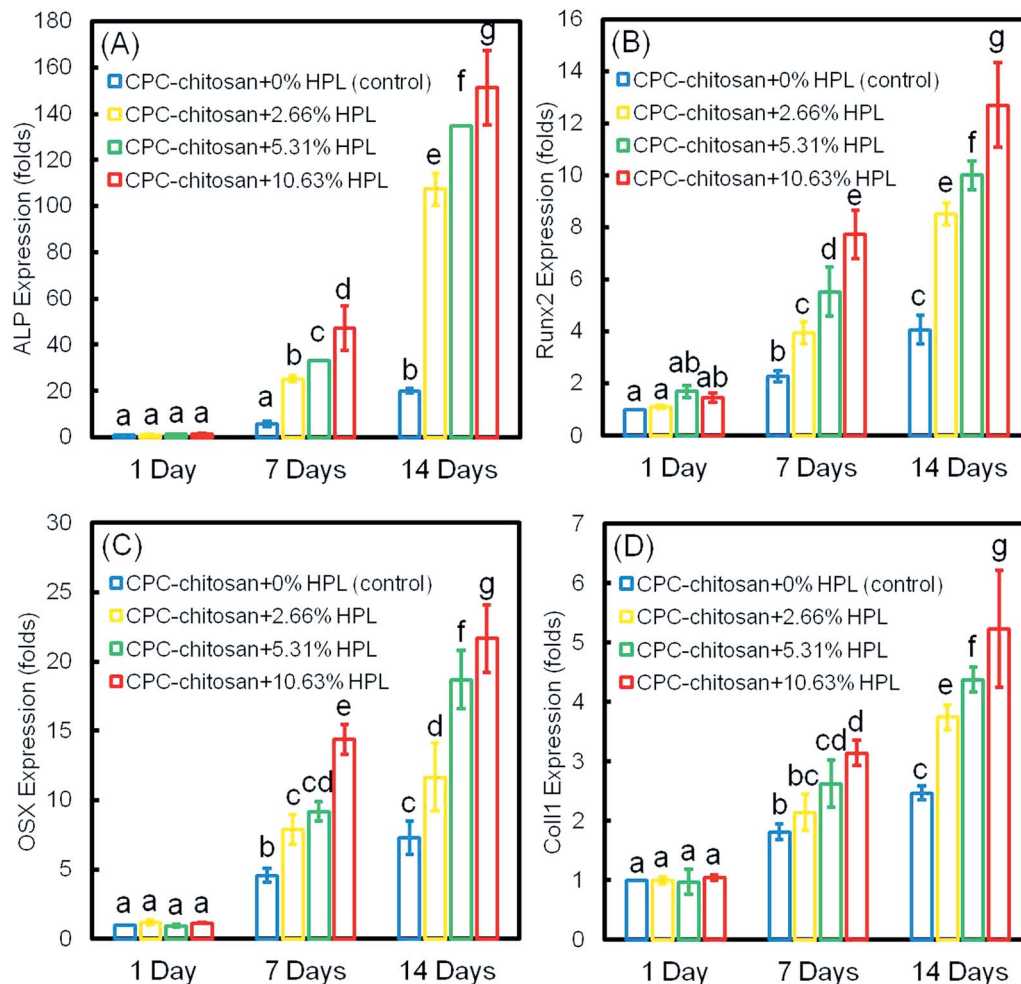 (A)
ALP Expression (folds)
180
160
140
120
100
80
60
40
20
0
CPC-chitosan+0% HPL (control)
CPC-chitosan+2.66% HPL
CPC-chitosan+5.31% HPL
CPC-chitosan+10.63% HPL
a a a a
a b c d
b e f g
1 Day 7 Days 14 Days
(B)
Runx2 Expression (folds)
16
14
12
10
8
6
4
2
0
CPC-chitosan+0% HPL (control)
CPC-chitosan+2.66% HPL
CPC-chitosan+5.31% HPL
CPC-chitosan+10.63% HPL
a a ab ab
b c d e
c e f g
1 Day 7 Days 14 Days
(C)
OSX Expression (folds)
30
25
20
15
10
5
0
CPC-chitosan+0% HPL (control)
CPC-chitosan+2.66% HPL
CPC-chitosan+5.31% HPL
CPC-chitosan+10.63% HPL
a a a a
b c cd e
c d f g
1 Day 7 Days 14 Days
(D)
Coll1 Expression (folds)
7
6
5
4
3
2
1
0
CPC-chitosan+0% HPL (control)
CPC-chitosan+2.66% HPL
CPC-chitosan+5.31% HPL
CPC-chitosan+10.63% HPL
a a a a
b bc cd d
c e f g
1 Day 7 Days 14 Days